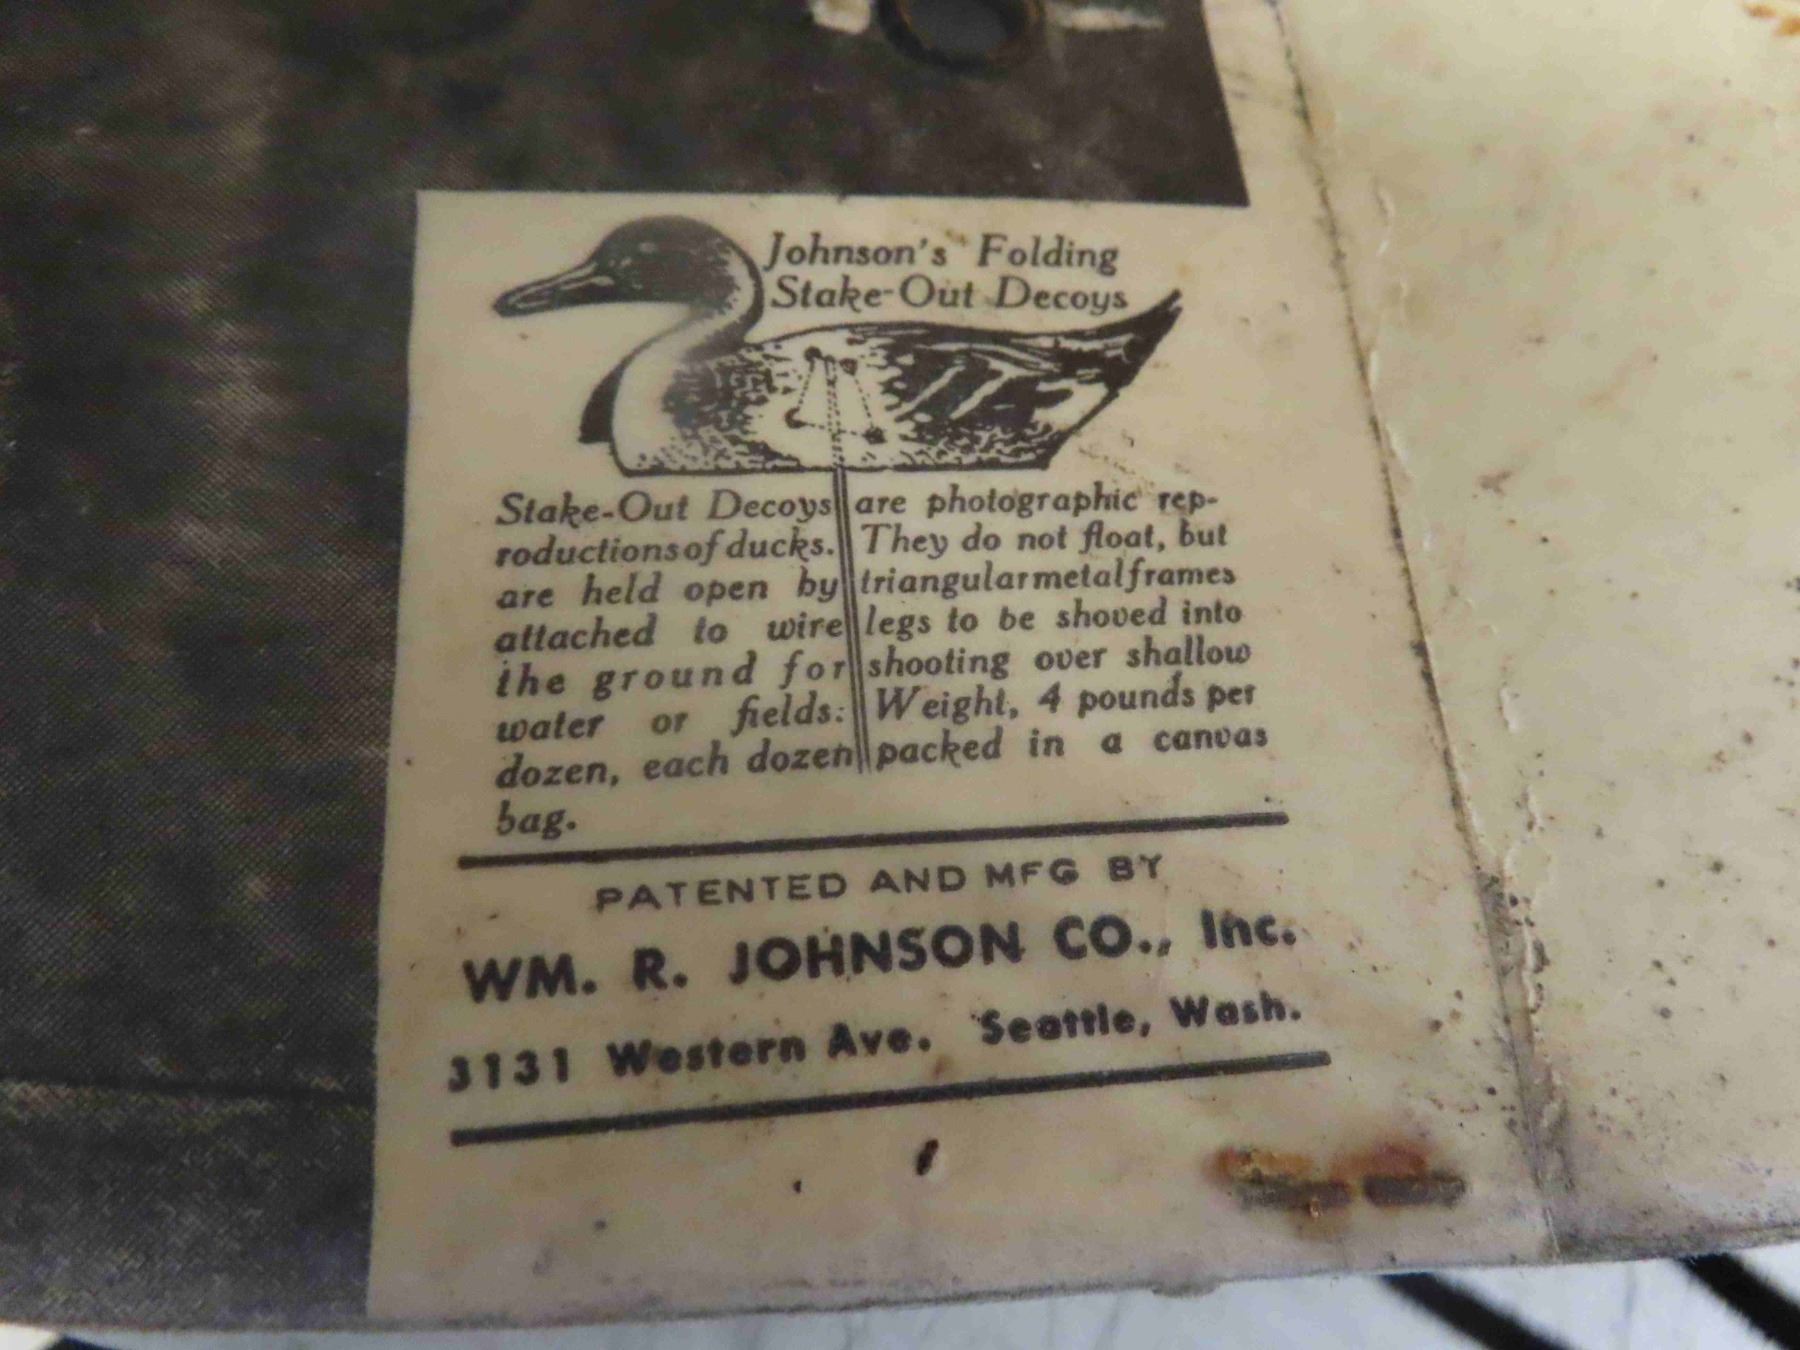 Johnson's Folding
Stake-Out Decoys
Stake-Out Decoys are photographic rep-
roductions of ducks. They do not float, but
are held open by triangular metal frames
attached to wire legs to be shoved into
the ground for shooting over shallow
water or fields. Weight, 4 pounds per
dozen, each dozen packed in a canvas
bag.
PATENTED AND MFG BY
WM. R. JOHNSON CO., Inc.
3131 Western Ave. Seattle, Wash.